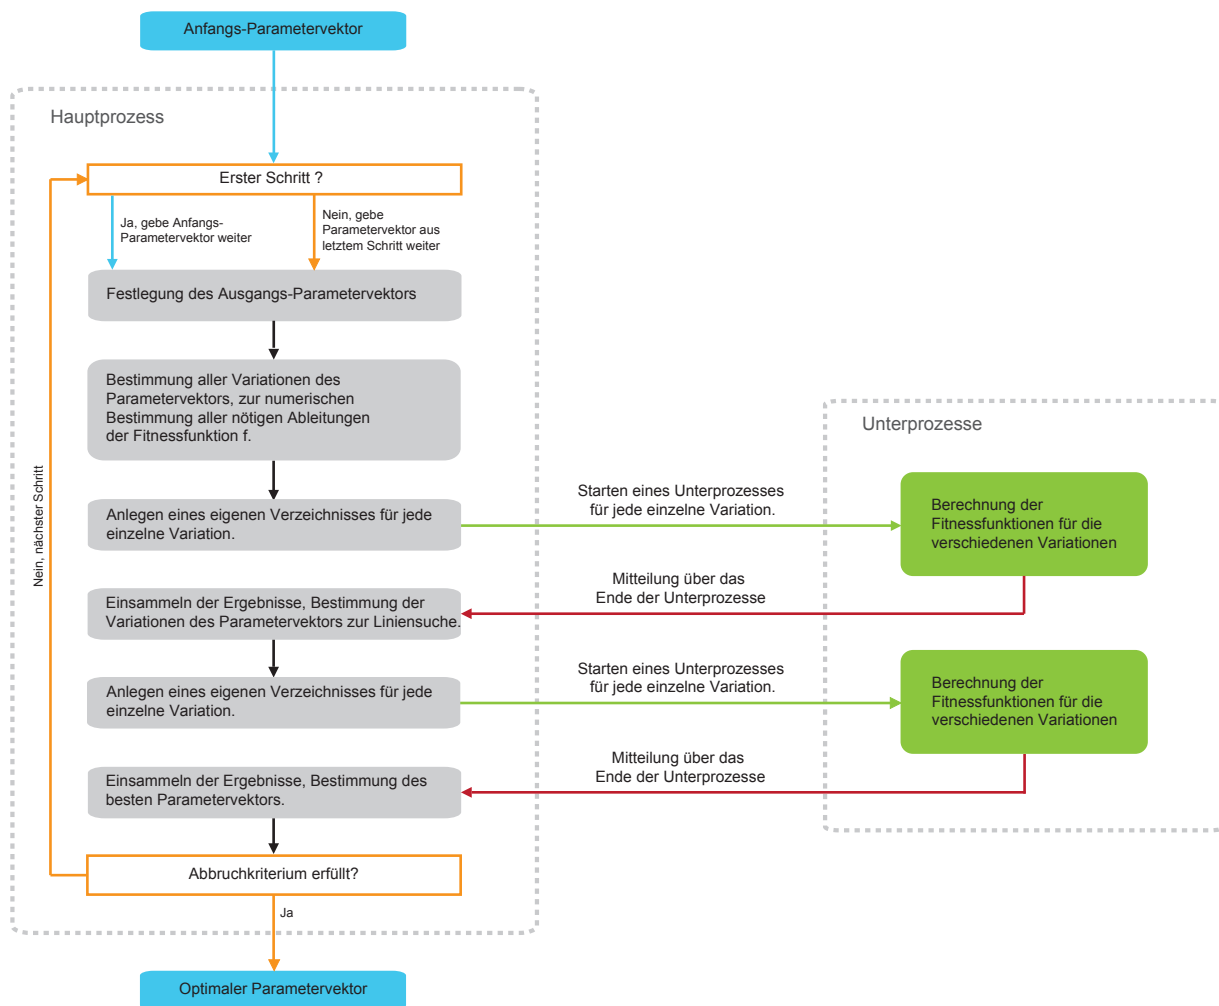 Anfangs-Parametervektor
Hauptprozess
Erster Schritt ?
Ja, gebe Anfangs-
Parametervektor weiter
Nein, gebe
Parametervektor aus
letztem Schritt weiter
Festlegung des Ausgangs-Parametervektors
Bestimmung aller Variationen des
Parametervektors, zur numerischen
Bestimmung aller nötigen Ableitungen
der Fitnessfunktion f.
Unterprozesse
Nein, nächster Schritt
Anlegen eines eigenen Verzeichnisses für jede
einzelne Variation.
Starten eines Unterprozesses
für jede einzelne Variation.
Berechnung der
Fitnessfunktionen für die
verschiedenen Variationen
Mitteilung über das
Ende der Unterprozesse
Einsammeln der Ergebnisse, Bestimmung der
Variationen des Parametervektors zur Liniensuche.
Anlegen eines eigenen Verzeichnisses für jede
einzelne Variation.
Starten eines Unterprozesses
für jede einzelne Variation.
Berechnung der
Fitnessfunktionen für die
verschiedenen Variationen
Mitteilung über das
Ende der Unterprozesse
Einsammeln der Ergebnisse, Bestimmung des
besten Parametervektors.
Abbruchkriterium erfüllt?
Ja
Optimaler Parametervektor